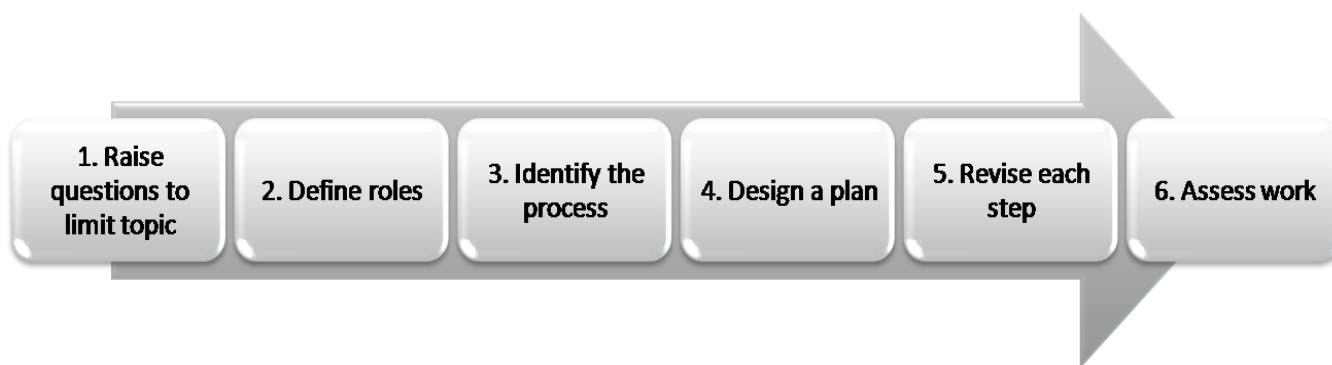 1. Raise
questions to
limit topic
2. Define roles
3. Identify the
process
4. Design a plan
5. Revise each
step
6. Assess work